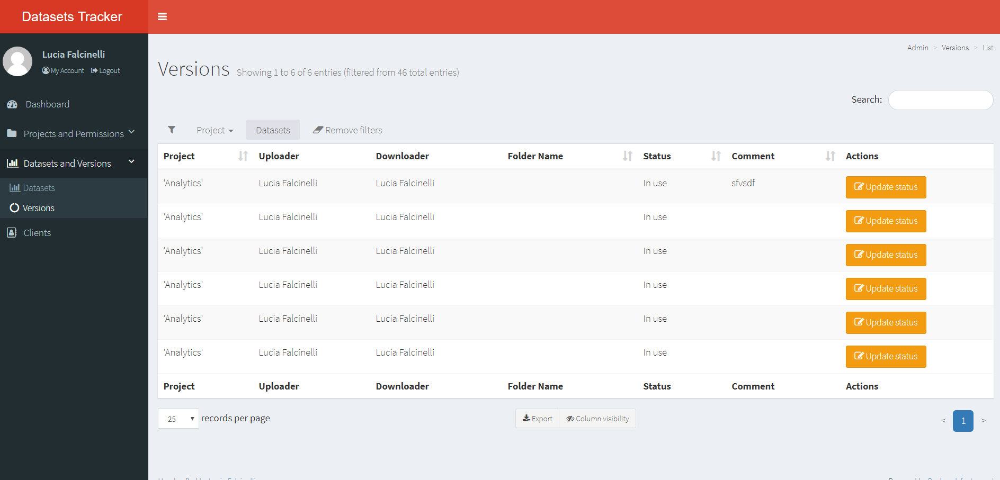 Datasets Tracker
Lucia Falcinelli
My Account Logout
Dashboard
Projects and Permissions
Datasets and Versions
Datasets
Versions
Clients
Admin > Versions > List
Versions Showing 1 to 6 of 6 entries (filtered from 46 total entries)
Search:
Project Datasets Remove filters
Project Uploader Downloader Folder Name Status Comment Actions
'Analytics' Lucia Falcinelli Lucia Falcinelli In use sfvsdf Update status
'Analytics' Lucia Falcinelli Lucia Falcinelli In use Update status
'Analytics' Lucia Falcinelli Lucia Falcinelli In use Update status
'Analytics' Lucia Falcinelli Lucia Falcinelli In use Update status
'Analytics' Lucia Falcinelli Lucia Falcinelli In use Update status
'Analytics' Lucia Falcinelli Lucia Falcinelli In use Update status
Project Uploader Downloader Folder Name Status Comment Actions
25 records per page Export Column visibility < 1 >